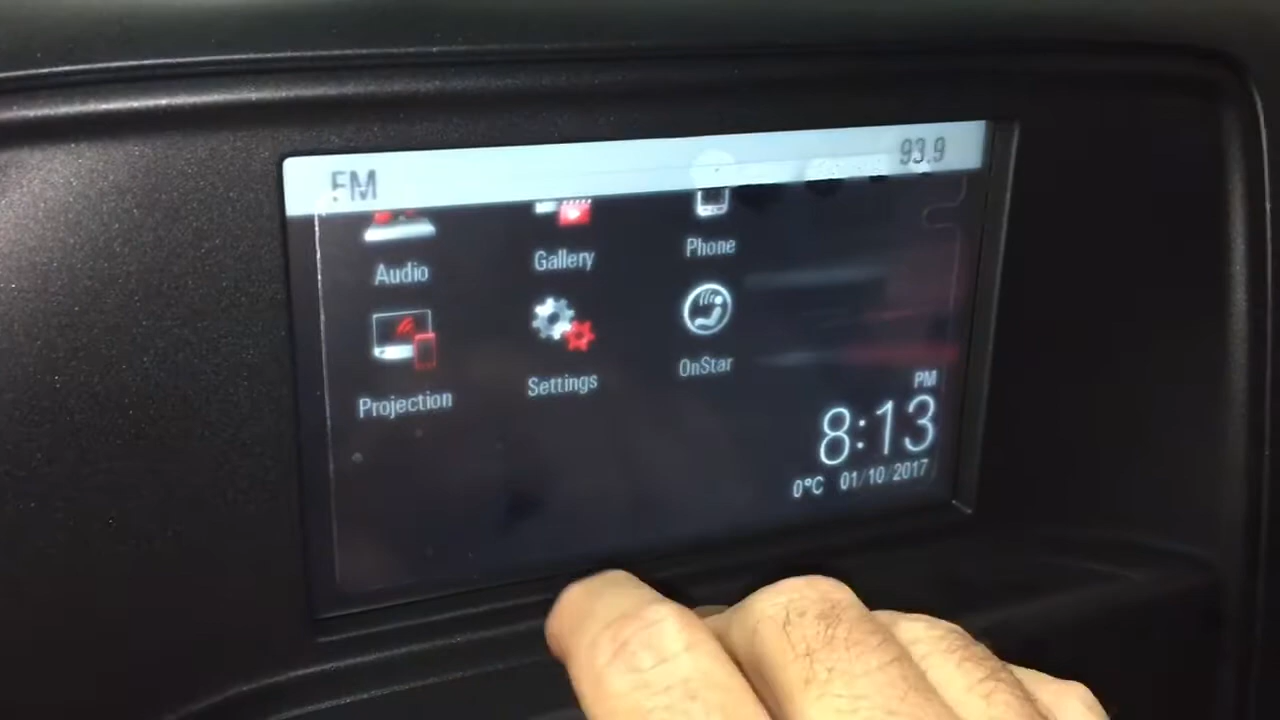 FM 93.9
Audio Gallery Phone
Projection Settings OnStar
PM
8:13
0°C 01/10/2017